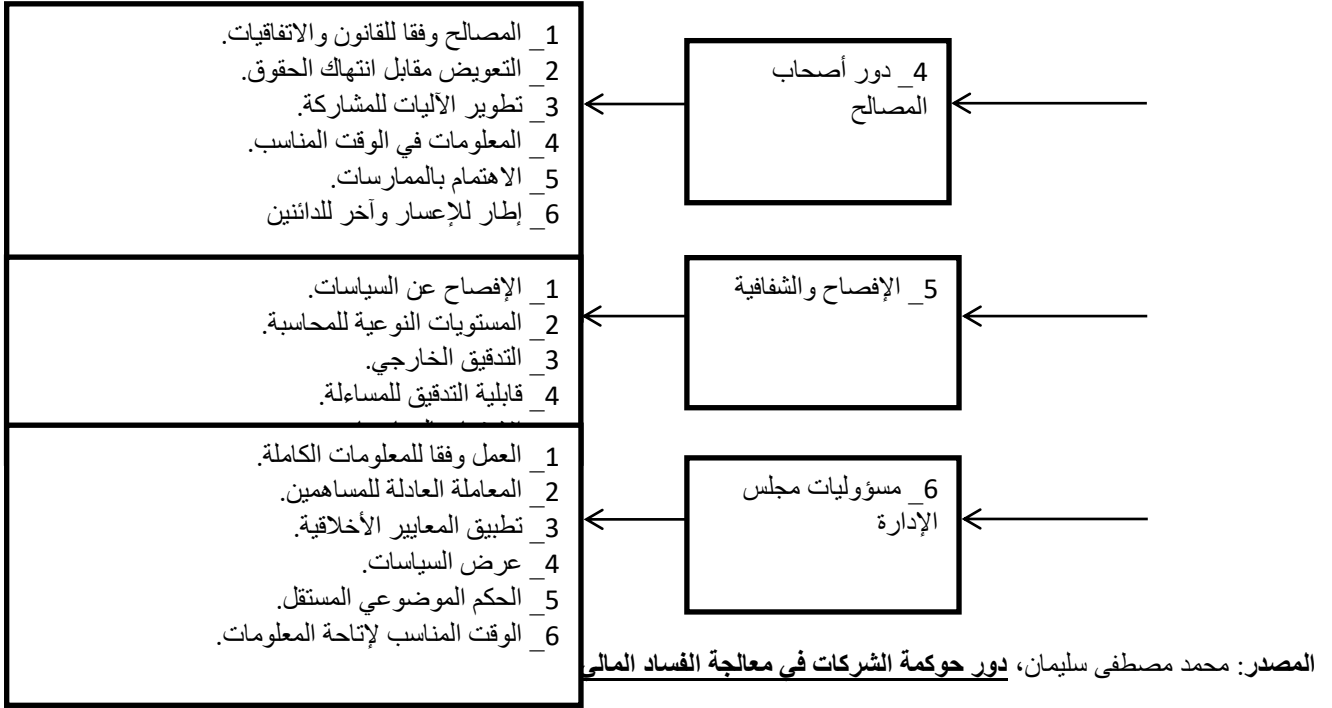 4_ دور أصحاب
المصالح
1_ المصالح وفقا للقانون والاتفاقيات.
2_ التعويض مقابل انتهاك الحقوق.
3_ تطوير الآليات للمشاركة.
4_ المعلومات في الوقت المناسب.
5_ الاهتمام بالممارسات.
6_ إطار للإعسار وآخر للدائنين
5_ الإفصاح والشفافية
1_ الإفصاح عن السياسات.
2_ المستويات النوعية للمحاسبة.
3_ التدقيق الخارجي.
4_ قابلية التدقيق للمساءلة.
6_ مسؤوليات مجلس
الإدارة
1_ العمل وفقا للمعلومات الكاملة.
2_ المعاملة العادلة للمساهمين.
3_ تطبيق المعايير الأخلاقية.
4_ عرض السياسات.
5_ الحكم الموضوعي المستقل.
6_ الوقت المناسب لإتاحة المعلومات.
المصدر: محمد مصطفى سليمان، دور حوكمة الشركات في معالجة الفساد المالي